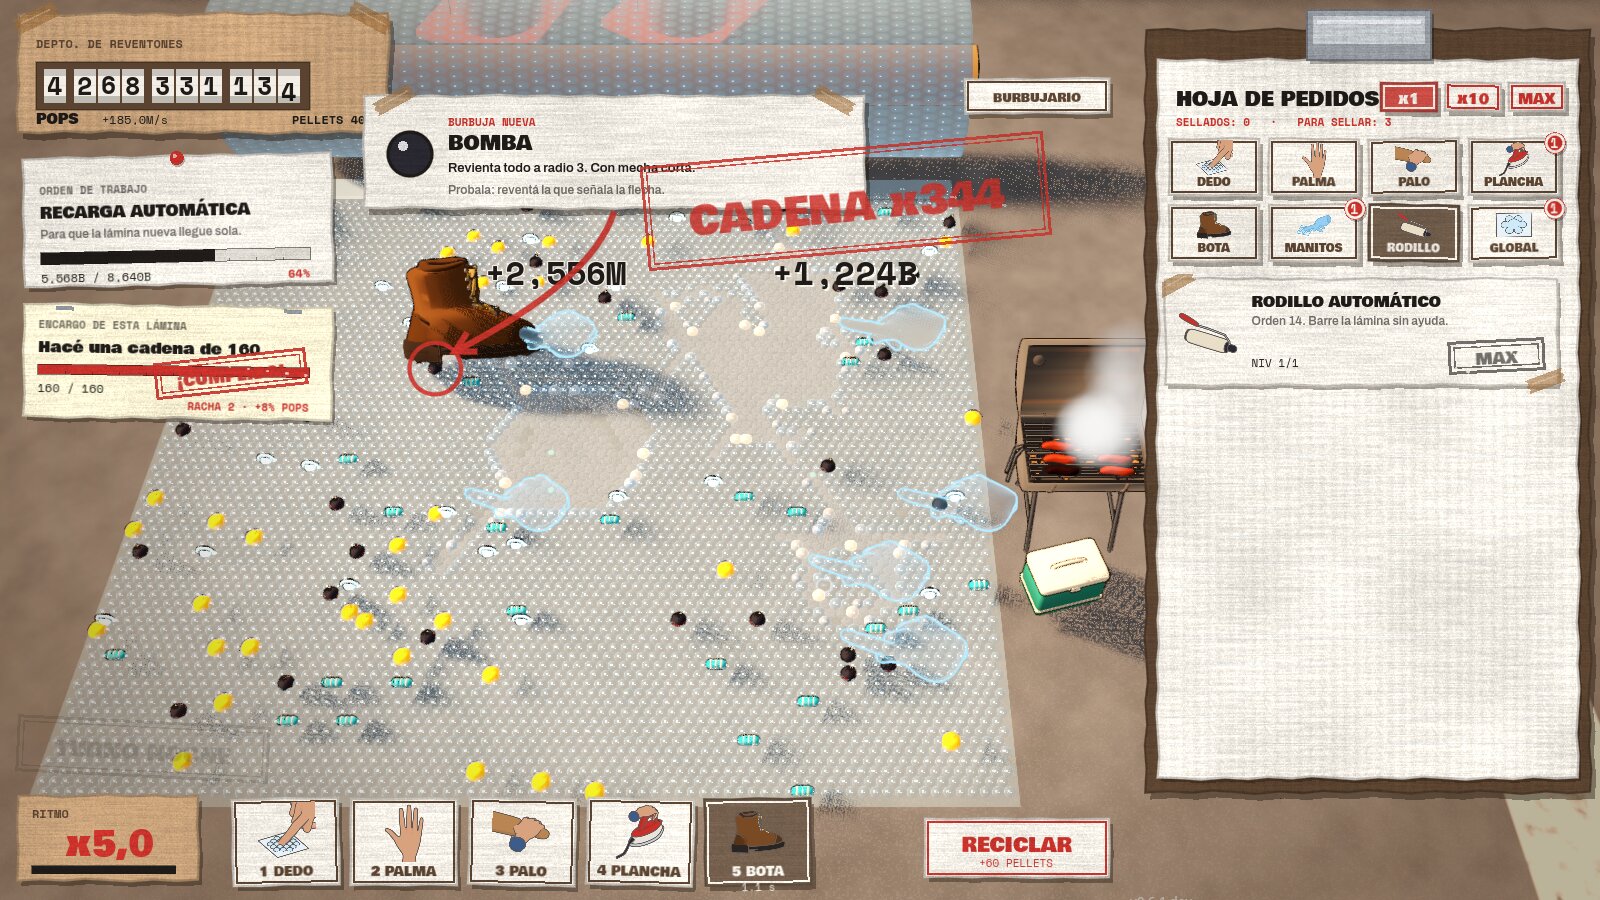 DEPTO. DE REVENTONES
4 268 331 134
POPS +185.0M/s PELLETS 40
ORDEN DE TRABAJO
RECARGA AUTOMÁTICA
Para que la lámina nueva llegue sola.
5.568B / 8.640B 64%
ENCARGO DE ESTA LÁMINA
Hacé una cadena de 160
160 / 160
RACHA 2 · +8% POPS
BURBUJA NUEVA
BOMBA
Revienta todo a radio 3. Con mecha corta.
Probala: reventá la que señala la flecha.
CADENA x344
+2,556M
+1,224B
BURBUJARIO
HOJA DE PEDIDOS
x1
x10
MAX
SELLADOS: 0 · PARA SELLAR: 3
DEDO
PALMA
PALO
PLANCHA
1
BOTA
MANITOS
1
RODILLO
GLOBAL
1
RODILLO AUTOMÁTICO
Orden 14. Barre la lámina sin ayuda.
NIV 1/1
MAX
RITMO
x5,0
1 DEDO
2 PALMA
3 PALO
4 PLANCHA
5 BOTA
1.1 s
RECICLAR
+60 PELLETS